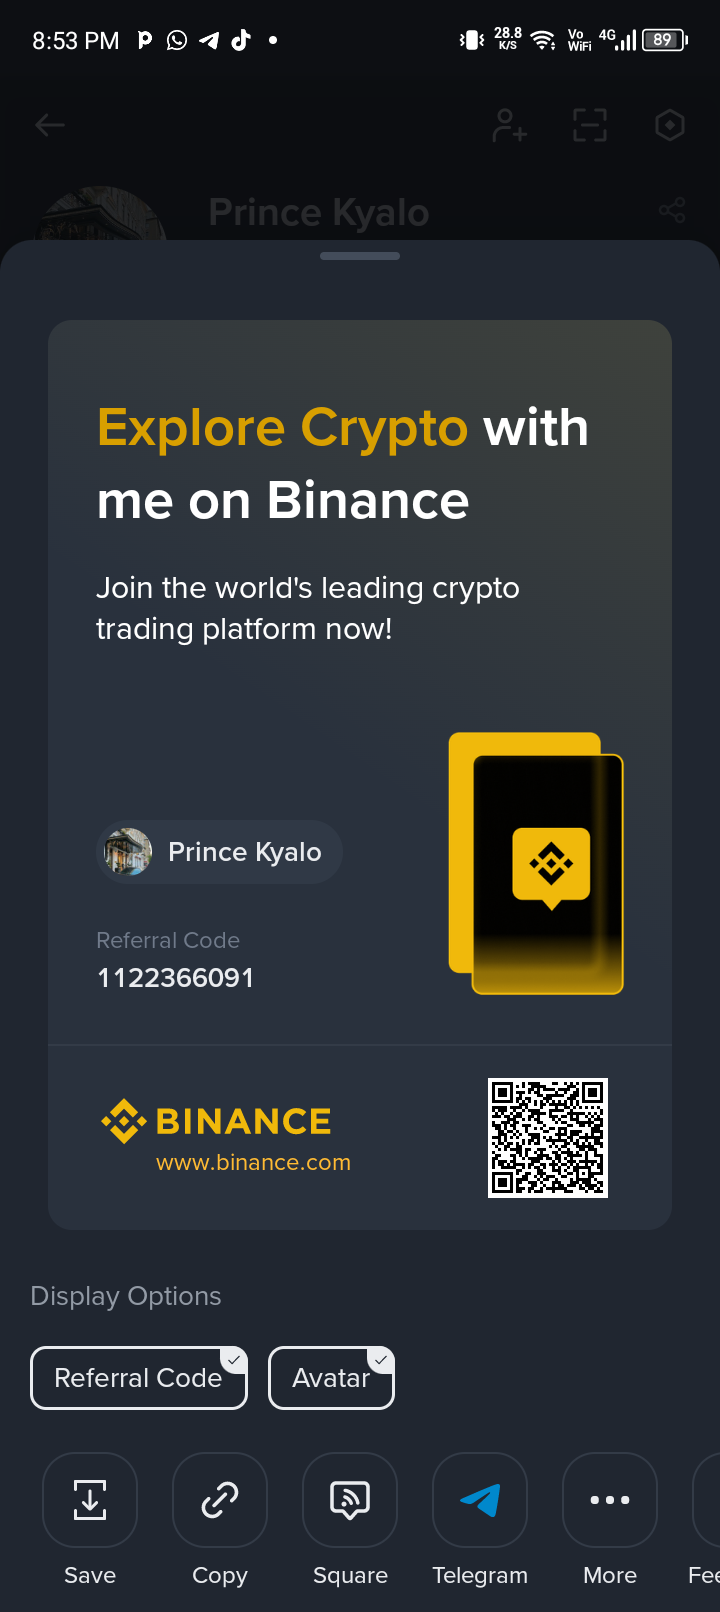 8:53 PM
28.8
K/S
Vo
WiFi
4G
89
Prince Kyalo
Explore Crypto with
me on Binance
Join the world's leading crypto
trading platform now!
Prince Kyalo
Referral Code
1122366091
BINANCE
www.binance.com
Display Options
Referral Code
Avatar
Save
Copy
Square
Telegram
More
Fee